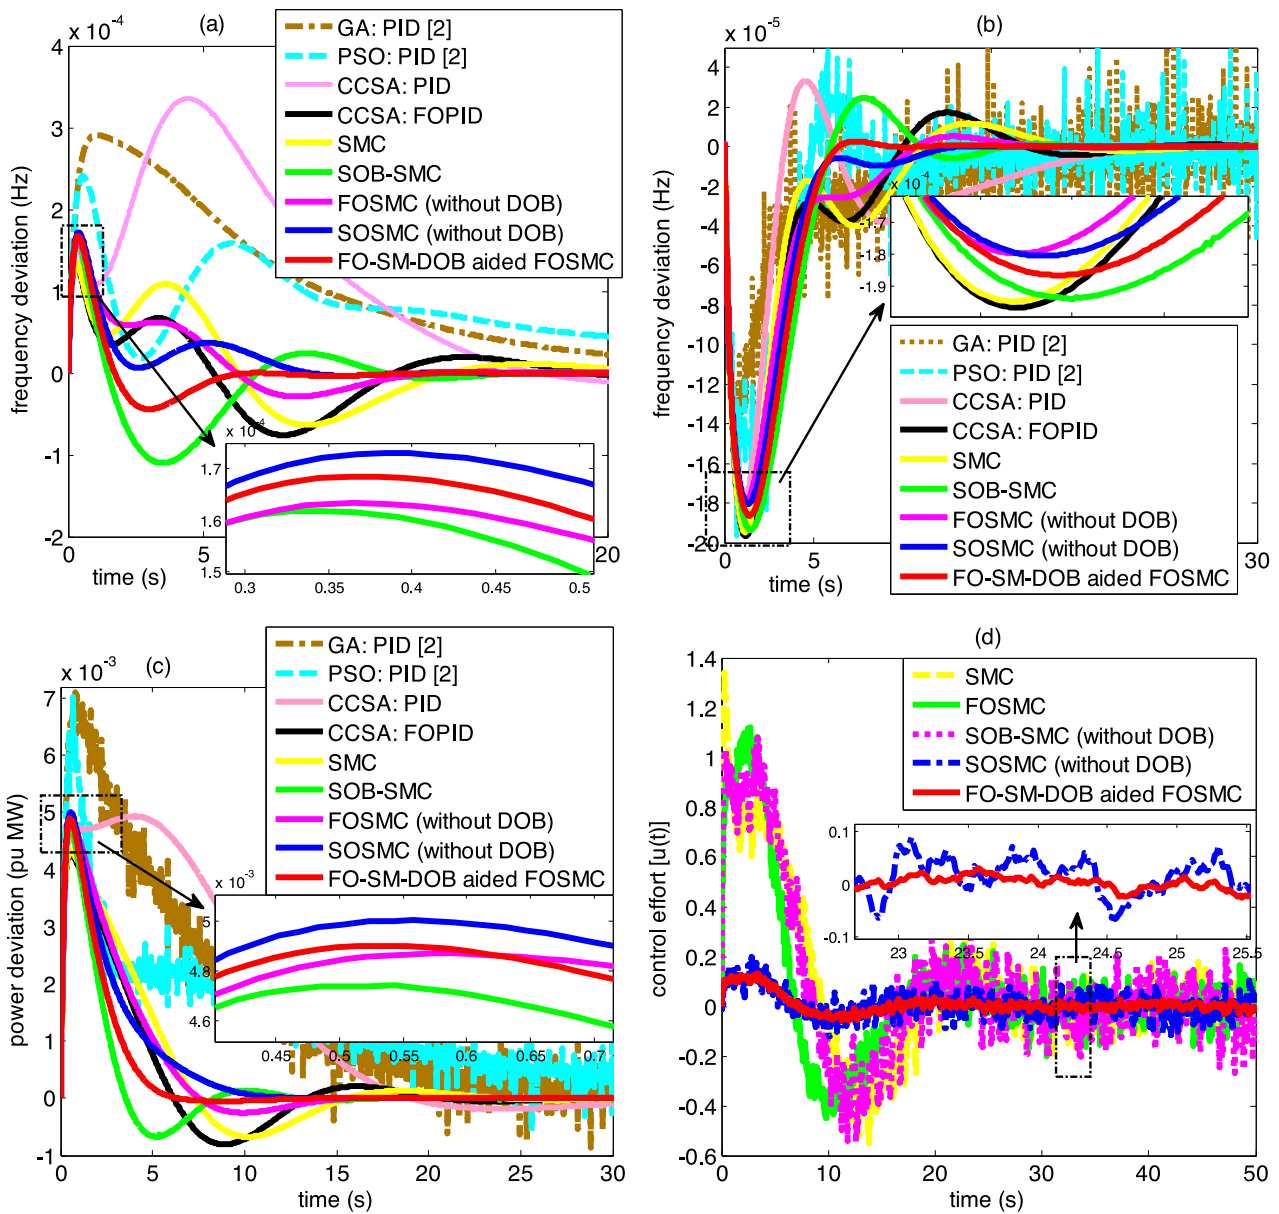 (a)
x 10⁻⁴
4
3
2
1
0
-1
-2
frequency deviation (Hz)
0
5
20
time (s)
GA: PID [2]
PSO: PID [2]
CCSA: PID
CCSA: FOPID
SMC
SOB-SMC
FOSMC (without DOB)
SOSMC (without DOB)
FO-SM-DOB aided FOSMC
x 10⁻⁴
1.7
1.6
1.5
0.3
0.35
0.4
0.45
0.5
(b)
x 10⁻⁵
4
2
0
-2
-4
-6
-8
-10
-12
-14
-16
-18
-20
frequency deviation (Hz)
0
5
30
time (s)
x 10⁻⁴
-1.7
-1.8
-1.9
GA: PID [2]
PSO: PID [2]
CCSA: PID
CCSA: FOPID
SMC
SOB-SMC
FOSMC (without DOB)
SOSMC (without DOB)
FO-SM-DOB aided FOSMC
(c)
x 10⁻³
7
6
5
4
3
2
1
0
-1
power deviation (pu MW)
0
5
10
15
20
25
30
time (s)
GA: PID [2]
PSO: PID [2]
CCSA: PID
CCSA: FOPID
SMC
SOB-SMC
FOSMC (without DOB)
SOSMC (without DOB)
FO-SM-DOB aided FOSMC
x 10⁻³
5
4.8
4.6
0.45
0.5
0.55
0.6
0.65
0.7
(d)
1.4
1.2
1
0.8
0.6
0.4
0.2
0
-0.2
-0.4
-0.6
control effort [u(t)]
0
10
20
30
40
50
time (s)
SMC
FOSMC
SOB-SMC (without DOB)
SOSMC (without DOB)
FO-SM-DOB aided FOSMC
0.1
0
-0.1
23
23.5
24
24.5
25
25.5